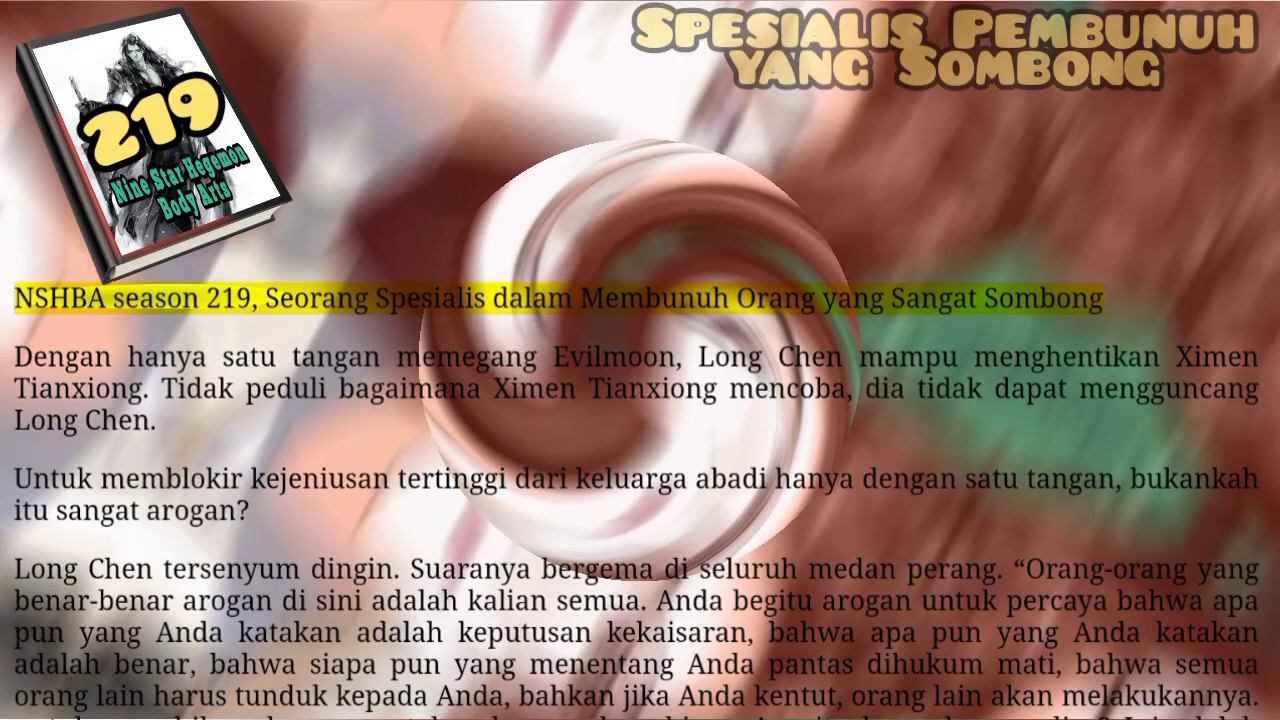 SPESIALIS PEMBUNUH
YANG SOMBONG
219
Nine Star Hegemon
Body Arts
NSHBA season 219, Seorang Spesialis dalam Membunuh Orang yang Sangat Sombong
Dengan hanya satu tangan memegang Evilmoon, Long Chen mampu menghentikan Ximen
Tianxiong. Tidak peduli bagaimana Ximen Tianxiong mencoba, dia tidak dapat mengguncang
Long Chen.
Untuk memblokir kejeniusan tertinggi dari keluarga abadi hanya dengan satu tangan, bukankah
itu sangat arogan?
Long Chen tersenyum dingin. Suaranya bergema di seluruh medan perang. “Orang-orang yang
benar-benar arogan di sini adalah kalian semua. Anda begitu arogan untuk percaya bahwa apa
pun yang Anda katakan adalah keputusan kekaisaran, bahwa apa pun yang Anda katakan
adalah benar, bahwa siapa pun yang menentang Anda pantas dihukum mati, bahwa semua
orang lain harus tunduk kepada Anda, bahkan jika Anda kentut, orang lain akan melakukannya.